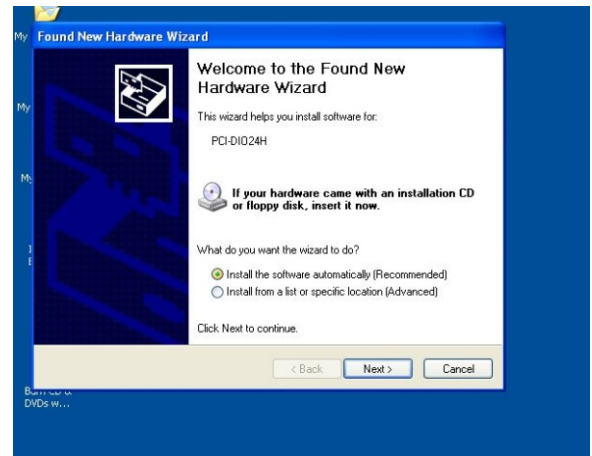 My
Found New Hardware Wizard
Welcome to the Found New
Hardware Wizard
This wizard helps you install software for:
PCI-DIO24H
My
If your hardware came with an installation CD
or floppy disk, insert it now.
My
What do you want the wizard to do?
Install the software automatically (Recommended)
Install from a list or specific location (Advanced)
Click Next to continue.
< Back
Next >
Cancel
DVDs w...